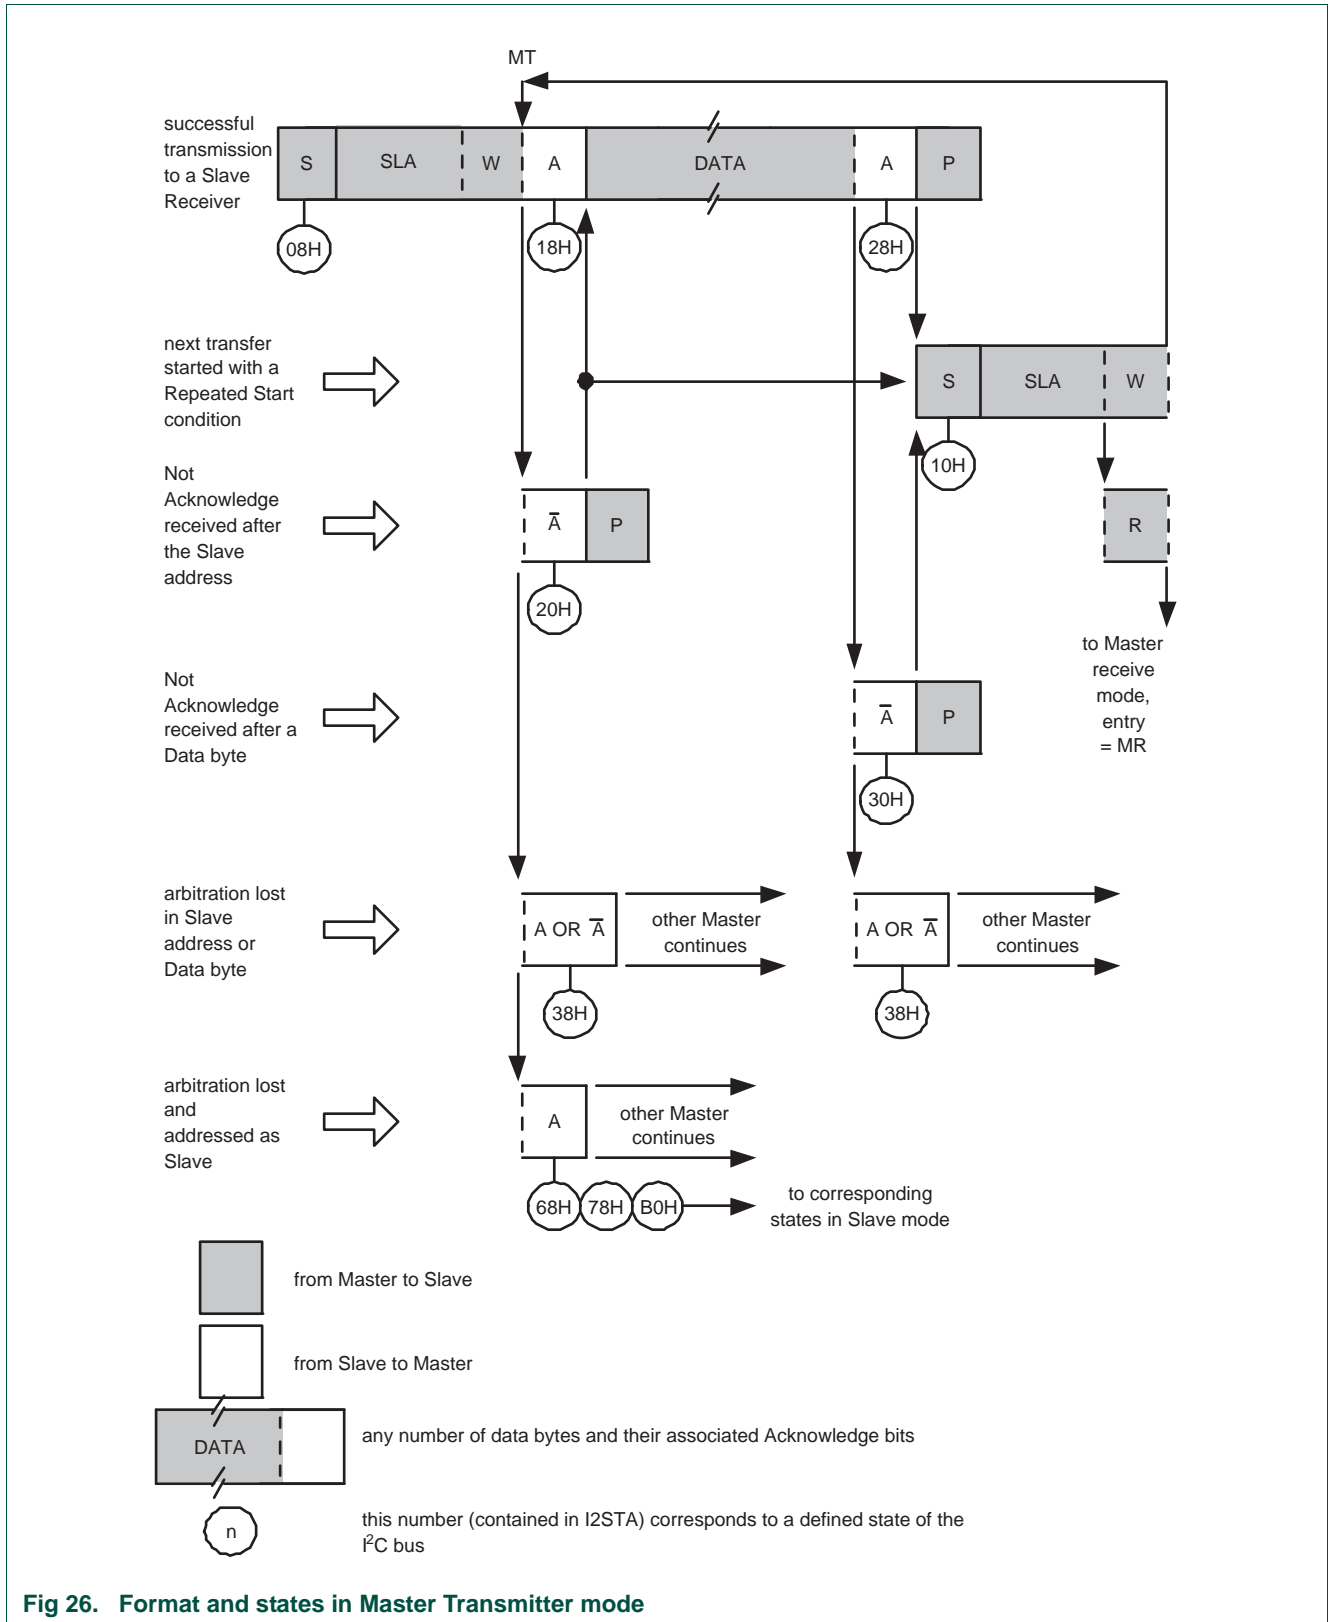 MT
successful
transmission
to a Slave
Receiver
S
SLA
W
A
DATA
A
P
08H
18H
28H
next transfer
started with a
Repeated Start
condition
S
SLA
W
10H
Not
Acknowledge
received after
the Slave
address
A̅
P
R
20H
to Master
receive
mode,
entry
= MR
Not
Acknowledge
received after a
Data byte
A̅
P
30H
arbitration lost
in Slave
address or
Data byte
A OR A̅
other Master
continues
A OR A̅
other Master
continues
38H
38H
arbitration lost
and
addressed as
Slave
A
other Master
continues
68H
78H
B0H
to corresponding
states in Slave mode
from Master to Slave
from Slave to Master
DATA
any number of data bytes and their associated Acknowledge bits
n
this number (contained in I2STA) corresponds to a defined state of the
I²C bus
Fig 26. Format and states in Master Transmitter mode